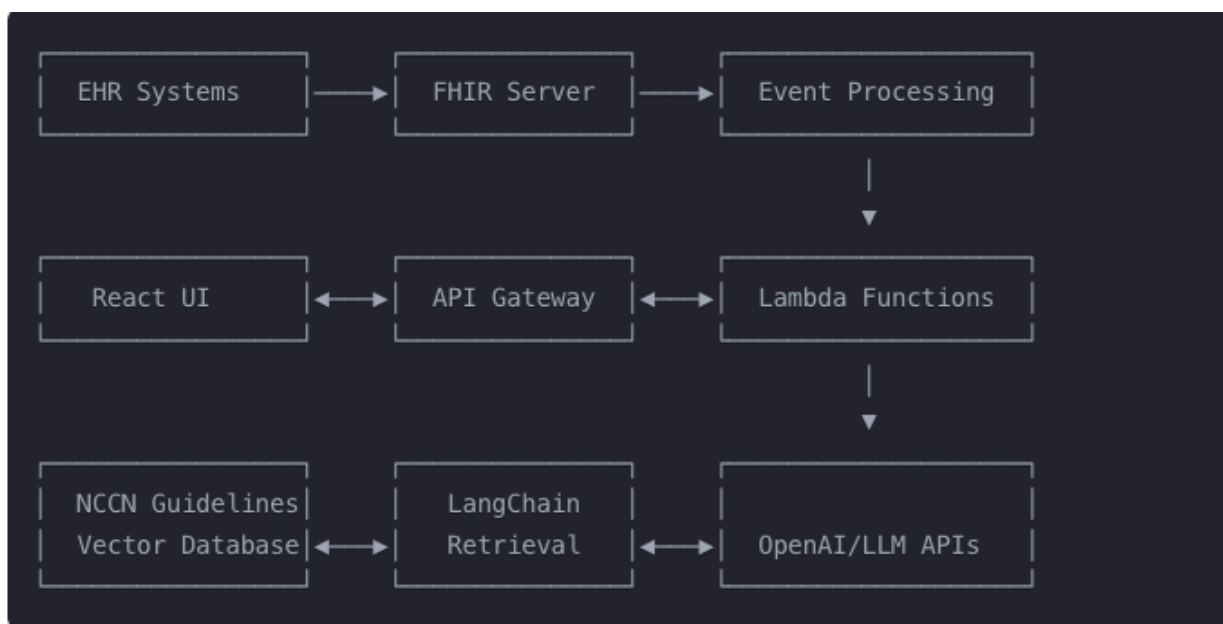 EHR Systems FHIR Server Event Processing
React UI API Gateway Lambda Functions
NCCN Guidelines LangChain
Vector Database Retrieval OpenAI/LLM APIs